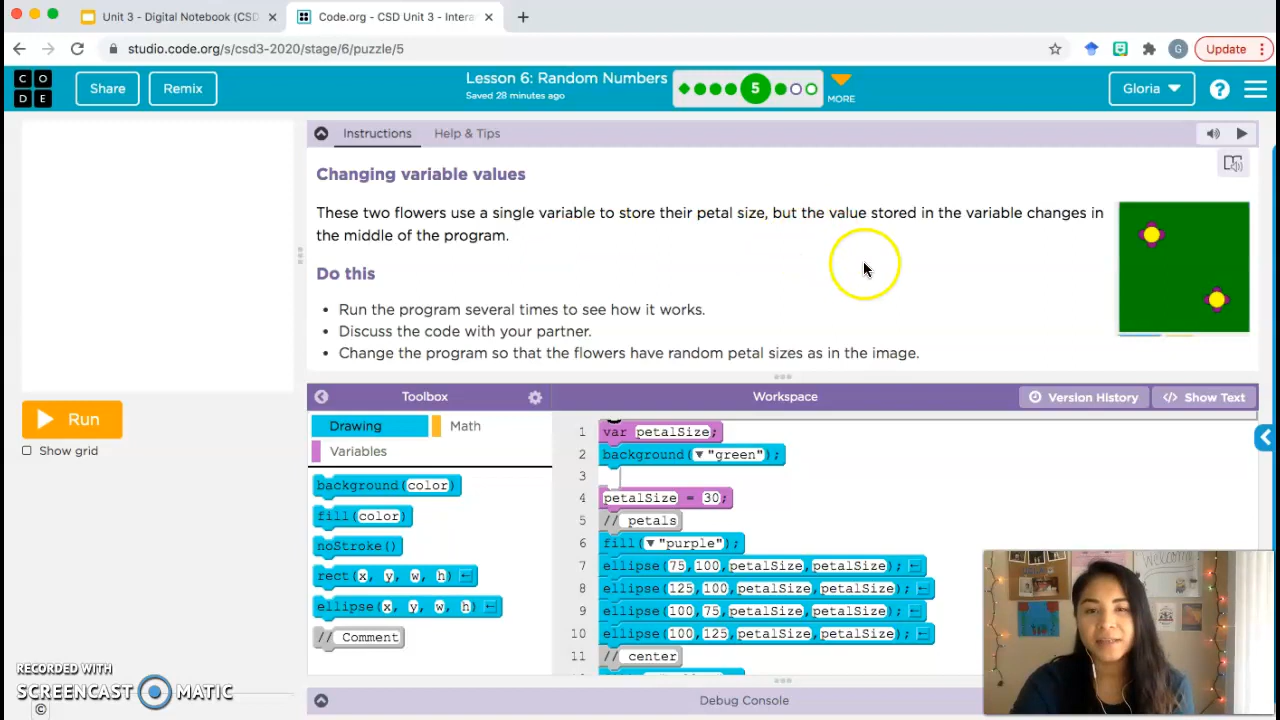 Unit 3 - Digital Notebook (CSD
Code.org - CSD Unit 3 - Intera
studio.code.org/s/csd3-2020/stage/6/puzzle/5
G
Update
CO
DE
Share
Remix
Lesson 6: Random Numbers
Saved 28 minutes ago
5
MORE
Gloria
?
Instructions
Help & Tips
Changing variable values
These two flowers use a single variable to store their petal size, but the value stored in the variable changes in
the middle of the program.
Do this
• Run the program several times to see how it works.
• Discuss the code with your partner.
• Change the program so that the flowers have random petal sizes as in the image.
Run
Show grid
Toolbox
Workspace
Version History
</> Show Text
Drawing
Math
Variables
background(color)
fill(color)
noStroke()
rect(x, y, w, h)
ellipse(x, y, w, h)
// Comment
1 var petalSize;
2 background("green");
3
4 petalSize = 30;
5 // petals
6 fill("purple");
7 ellipse(75,100,petalSize,petalSize);
8 ellipse(125,100,petalSize,petalSize);
9 ellipse(100,75,petalSize,petalSize);
10 ellipse(100,125,petalSize,petalSize);
11 // center
Debug Console
RECORDED WITH
SCREENCAST MATIC
©